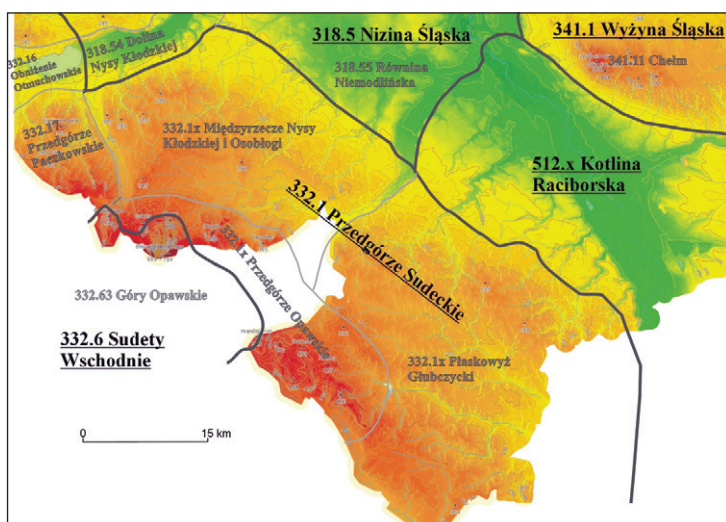 332.16
Obniżenie
Otmuchowskie
318.54 Dolina
Nysy Kłodzkiej
318.5 Nizina Śląska
318.55 Równina
Niemodlińska
341.1 Wyżyna Śląska
341.11 Chełm
332.17
Przedgórze
Paczkowskie
332.1x Międzyrzecze Nysy
Kłodzkiej i Osobłogi
512.x Kotlina
Raciborska
332.1 Przedgórze Sudeckie
332.1x Przedgórze Opawskie
332.63 Góry Opawskie
332.6 Sudety
Wschodnie
332.1x Płaskowyż
Głubczycki
0 15 km